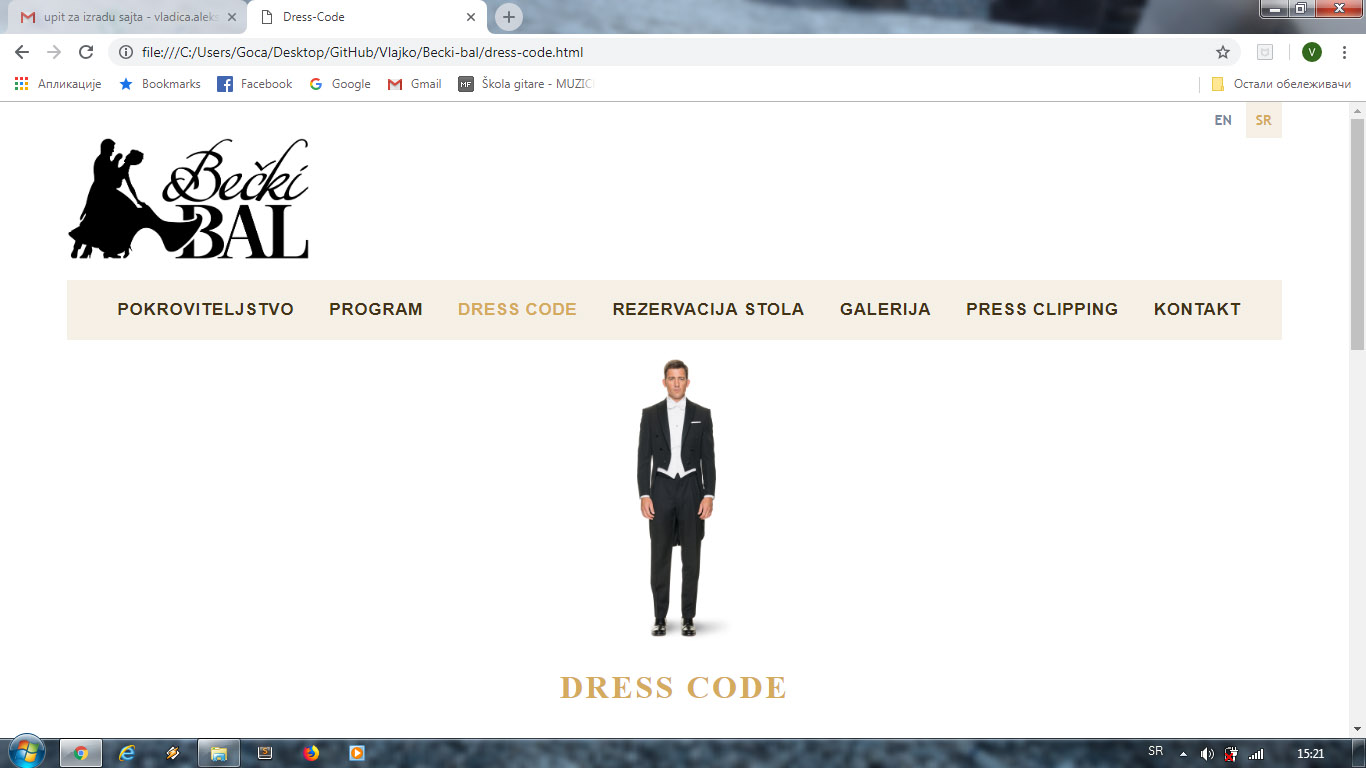 upit za izradu sajta - vladica.aleks
Dress-Code
file:///C:/Users/Goca/Desktop/GitHub/Vlajko/Becki-bal/dress-code.html
V
Апликације Bookmarks Facebook Google Gmail MF Škola gitare - MUZIC Остали обележивачи
EN SR
Bečki
BAL
POKROVITELJSTVO PROGRAM DRESS CODE REZERVACIJA STOLA GALERIJA PRESS CLIPPING KONTAKT
DRESS CODE
SR 15:21